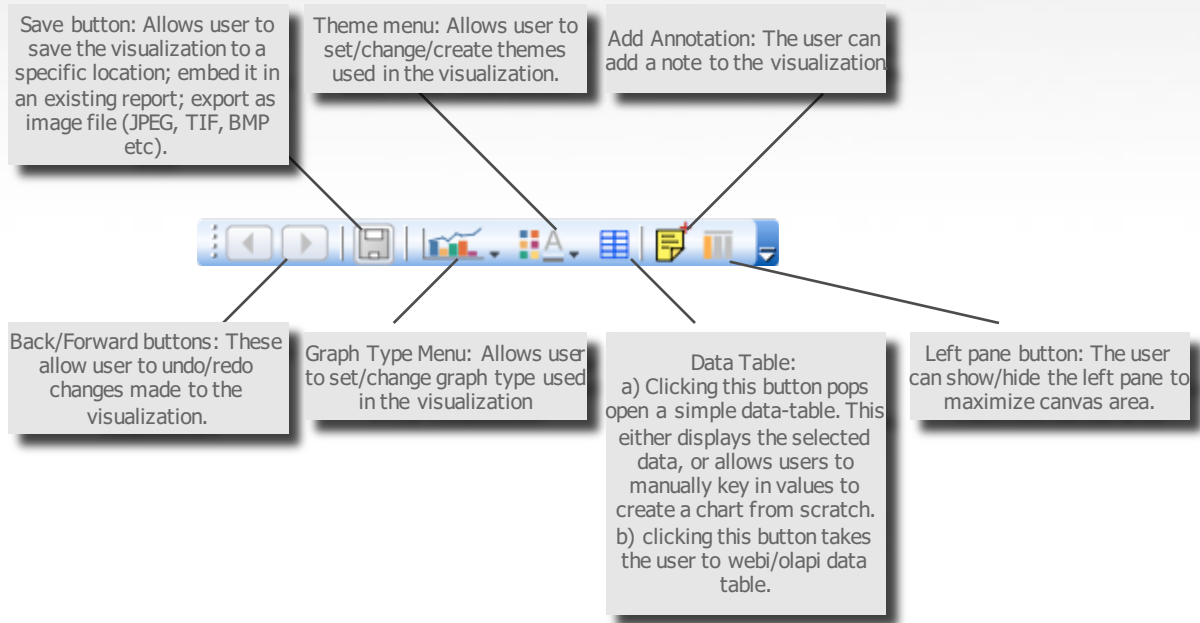 Save button: Allows user to
save the visualization to a
specific location; embed it in
an existing report; export as
image file (JPEG, TIF, BMP
etc).
Theme menu: Allows user to
set/change/create themes
used in the visualization.
Add Annotation: The user can
add a note to the visualization
A
Back/Forward buttons: These
allow user to undo/redo
changes made to the
visualization.
Graph Type Menu: Allows user
to set/change graph type used
in the visualization
Data Table:
a) Clicking this button pops
open a simple data-table. This
either displays the selected
data, or allows users to
manually key in values to
create a chart from scratch.
b) clicking this button takes
the user to webi/olapi data
table.
Left pane button: The user
can show/hide the left pane to
maximize canvas area.